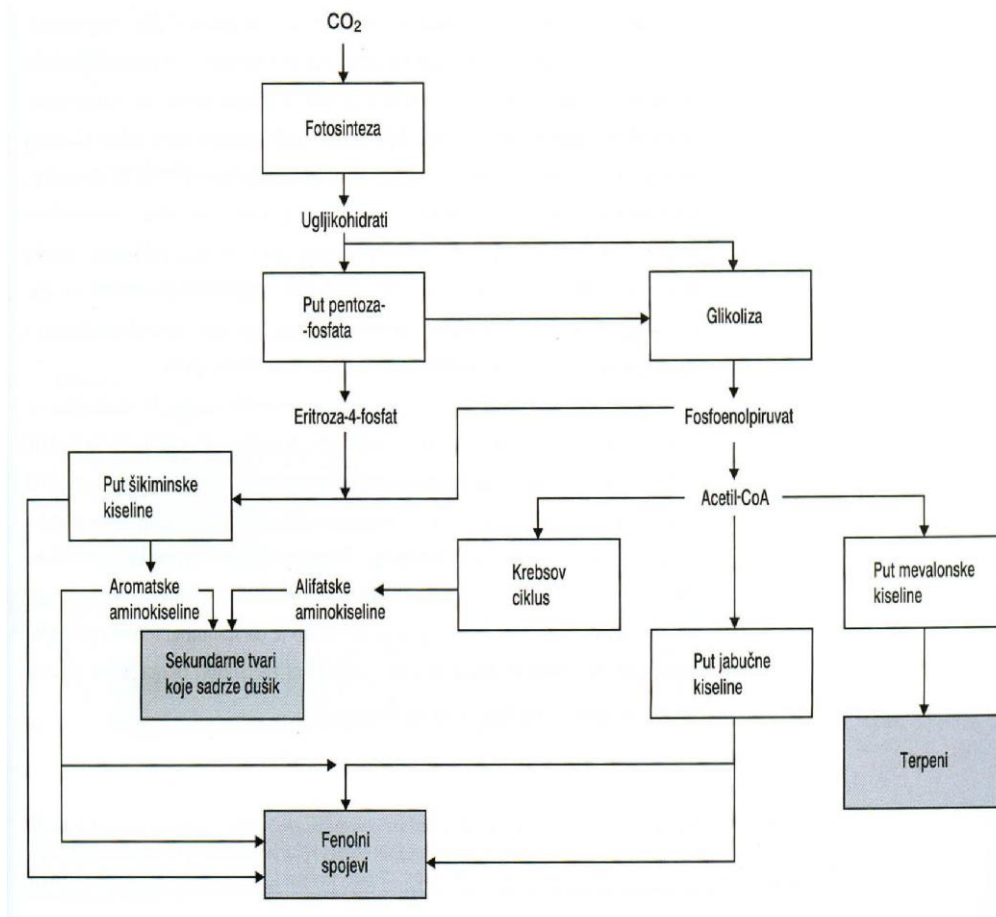 CO₂
Fotosinteza
Ugljikohidrati
Put pentoza-
-fosfata
Glikoliza
Eritroza-4-fosfat
Fosfoenolpiruvat
Put šikiminske
kiseline
Acetil-CoA
Aromatske
aminokiseline
Alifatske
aminokiseline
Krebsov
ciklus
Put mevalonske
kiseline
Sekundarne tvari
koje sadrže dušik
Put jabučne
kiseline
Terpeni
Fenolni
spojevi